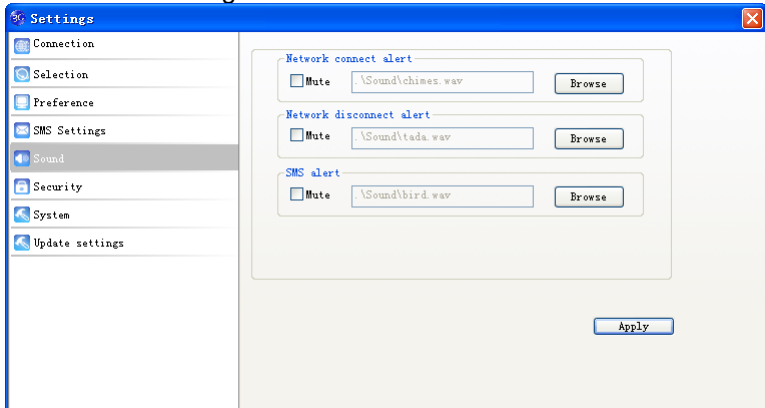 Settings
Connection
Selection
Preference
SMS Settings
Sound
Security
System
Update settings
Network connect alert
Mute .\Sound\chimes.wav Browse
Network disconnect alert
Mute .\Sound\tada.wav Browse
SMS alert
Mute .\Sound\bird.wav Browse
Apply